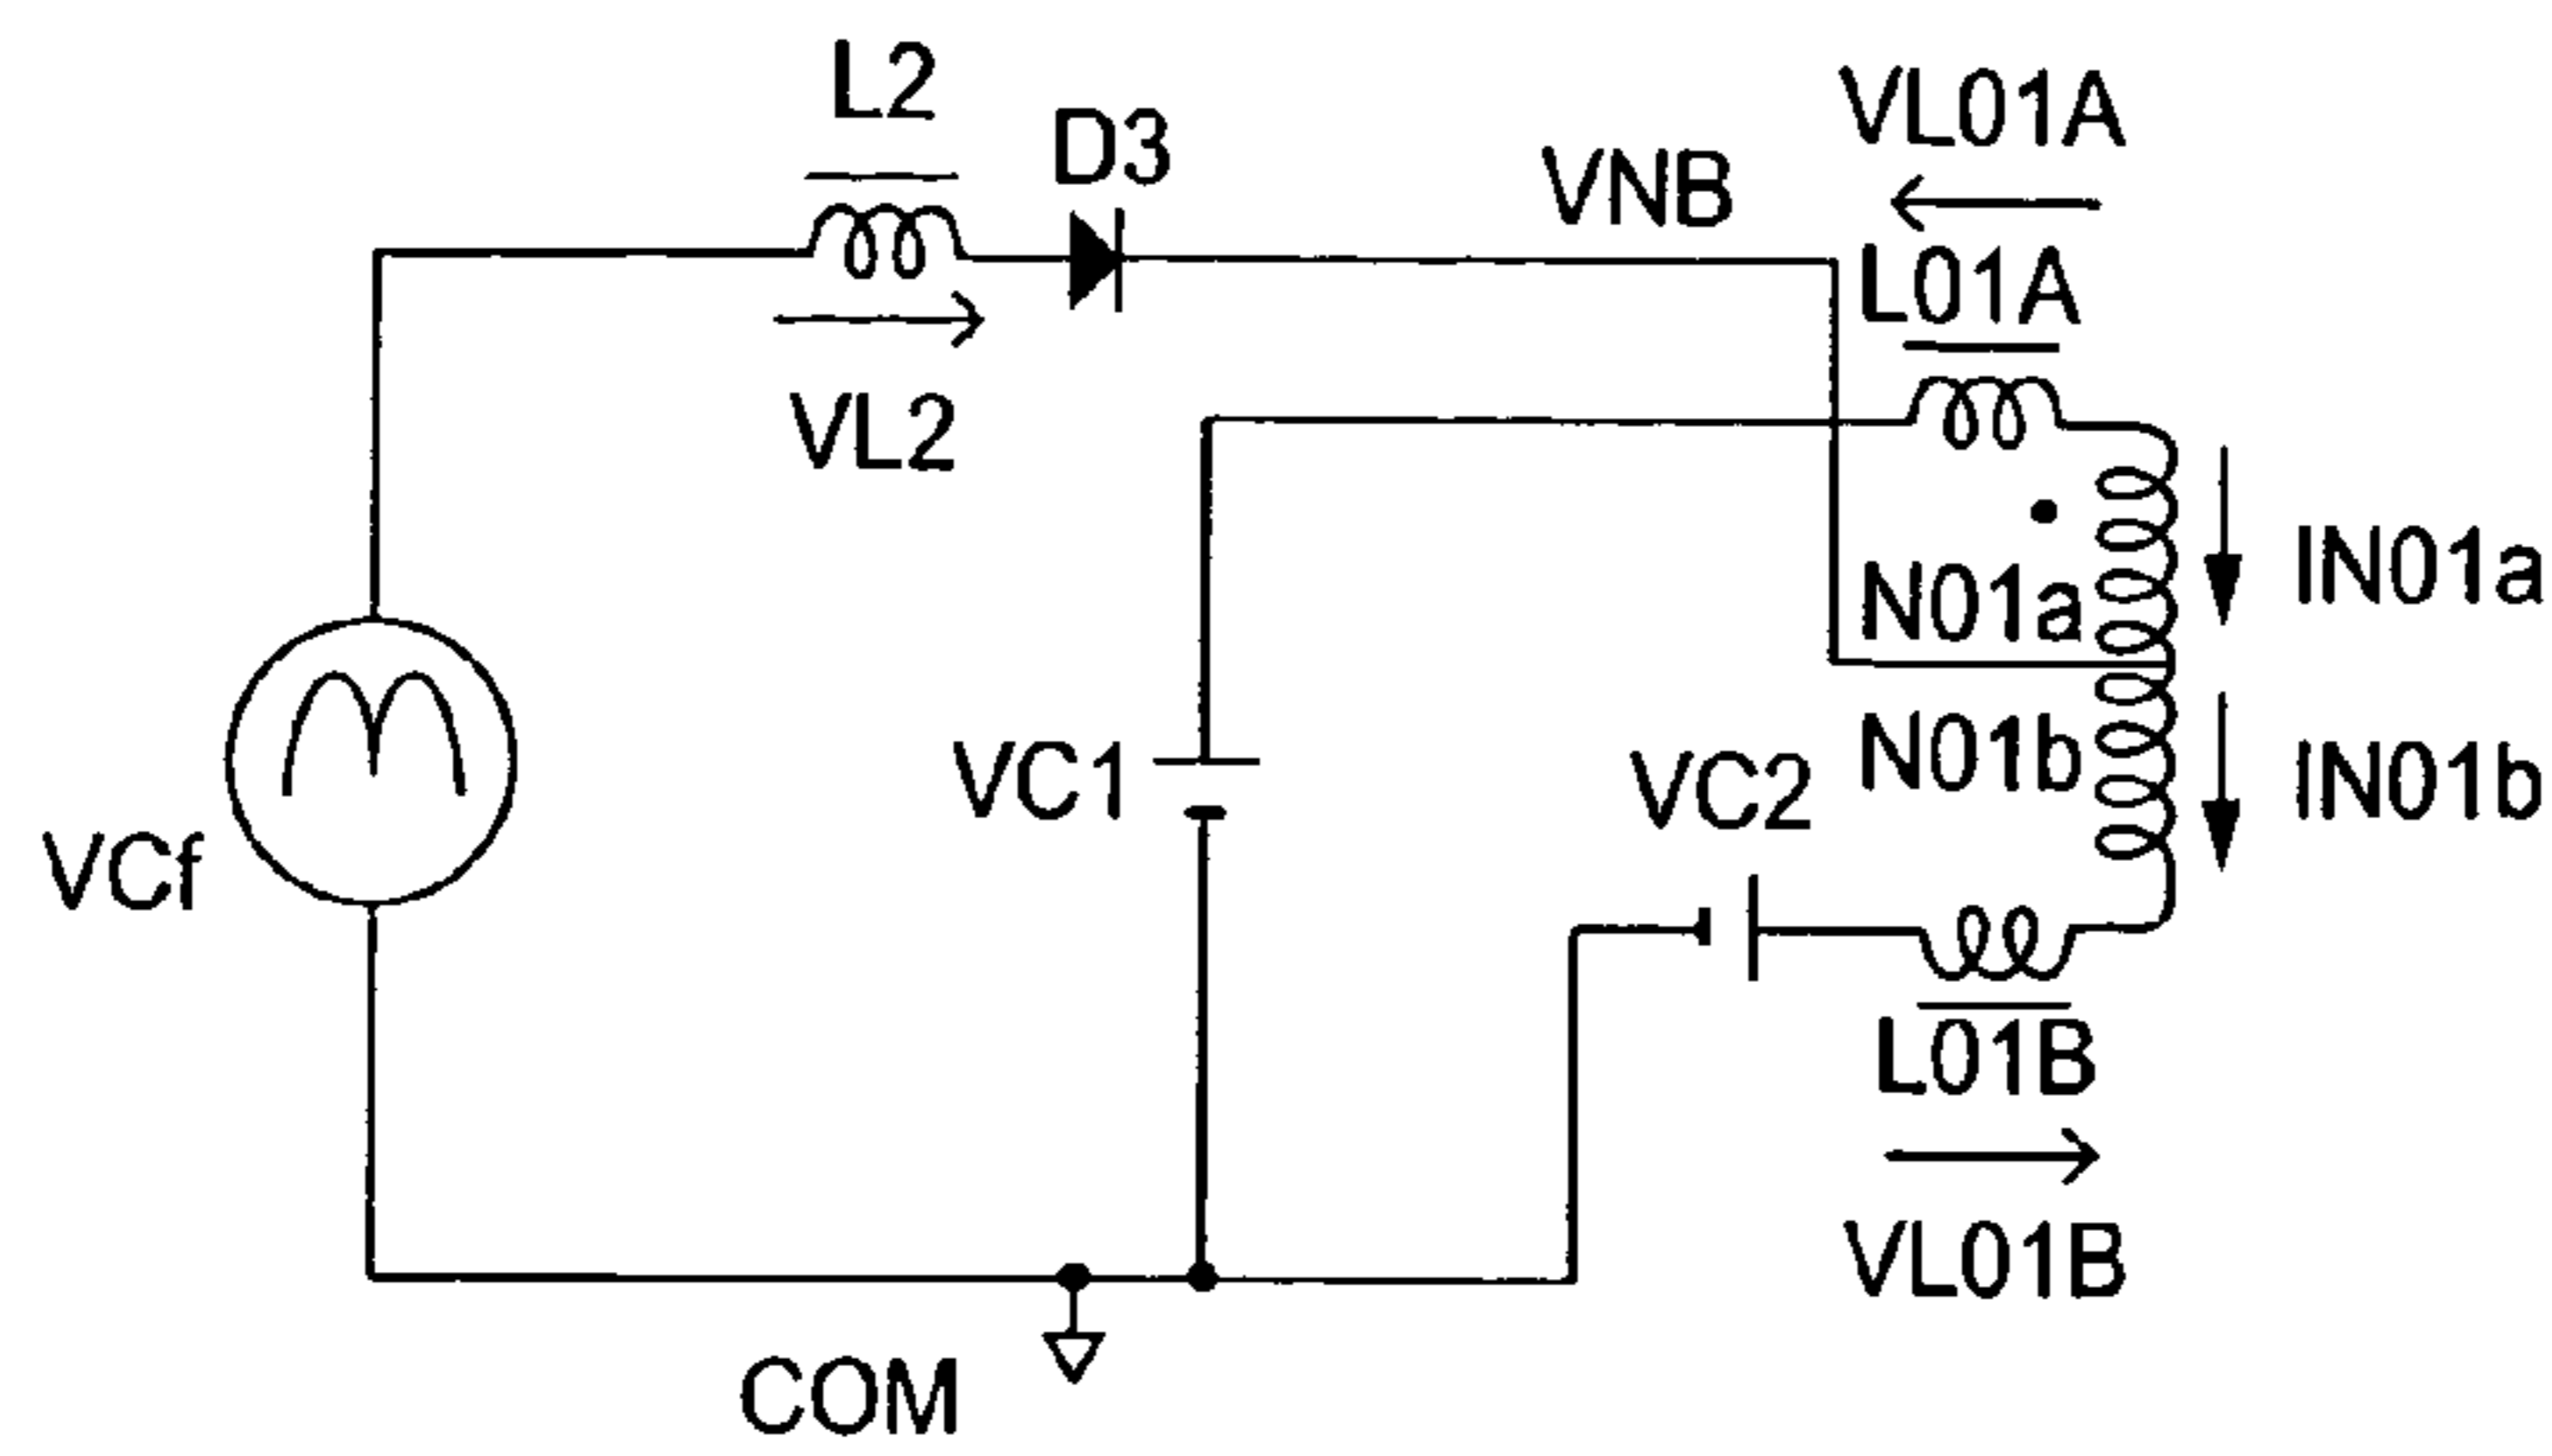 L2
D3
VNB
VL01A
L01A
VL2
IN01a
N01a
N01b
IN01b
VC1
VC2
VCf
L01B
VL01B
COM